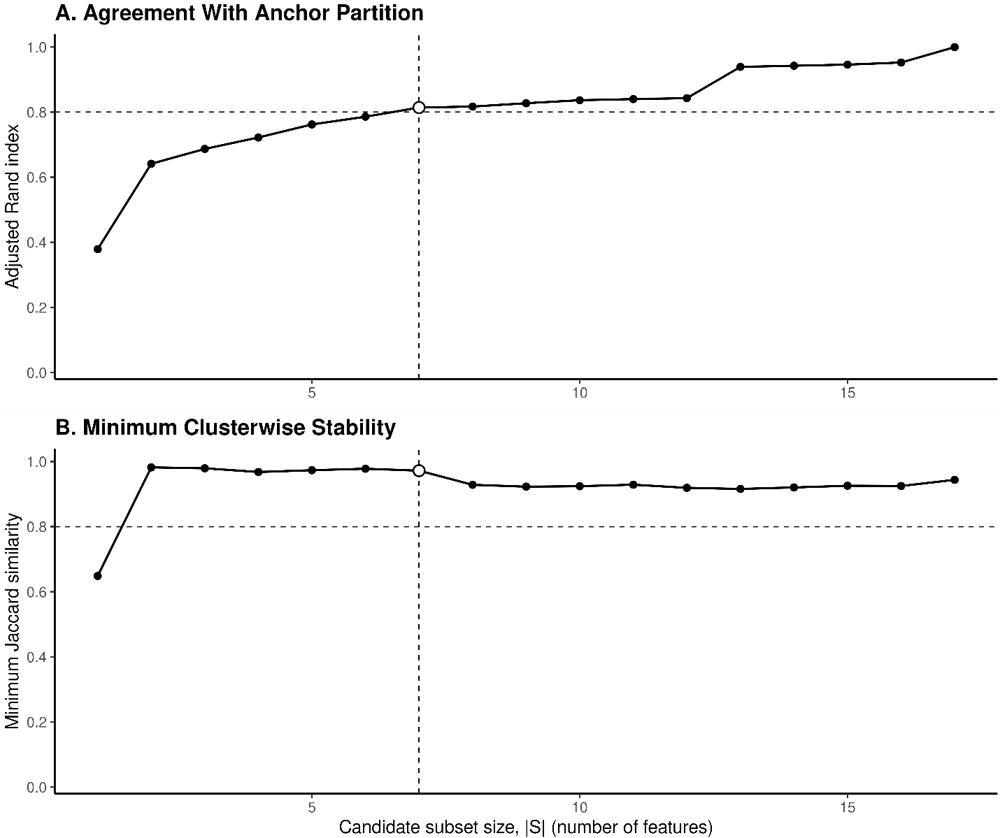 A. Agreement With Anchor Partition
Adjusted Rand index
1.0
0.8
0.6
0.4
0.2
0.0
5 10 15
B. Minimum Clusterwise Stability
Minimum Jaccard similarity
1.0
0.8
0.6
0.4
0.2
0.0
5 10 15
Candidate subset size, |S| (number of features)